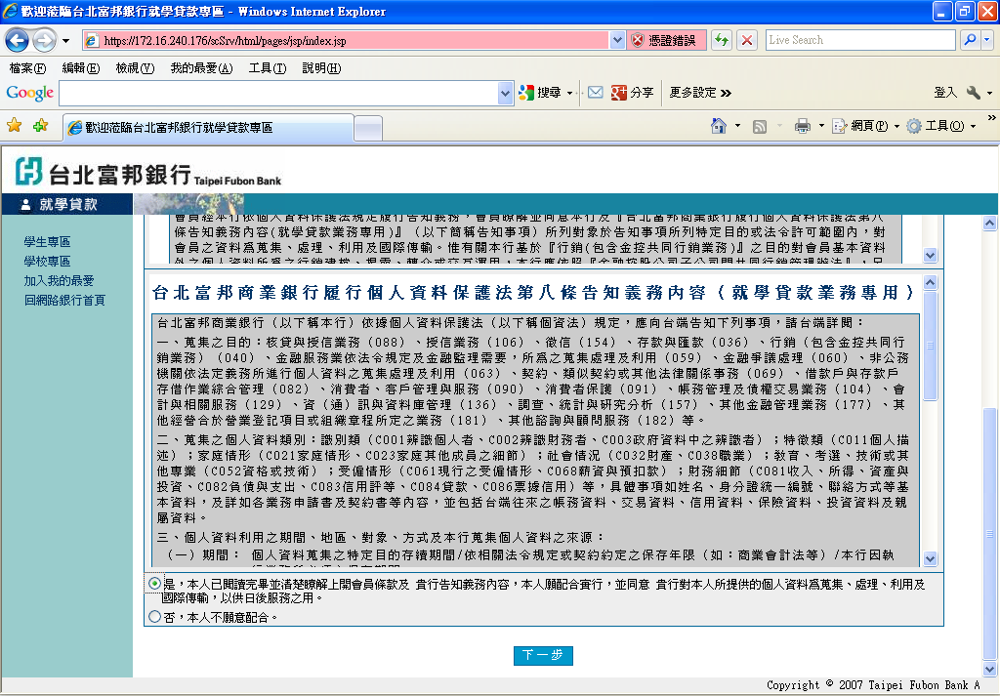 歡迎蒞臨台北富邦銀行就學貸款專區 - Windows Internet Explorer
https://172.16.240.176/scSrv/html/pages/jsp/index.jsp
憑證錯誤
Live Search
檔案(F) 編輯(E) 檢視(V) 我的最愛(A) 工具(T) 說明(H)
Google 搜尋 分享 更多設定 » 登入
歡迎蒞臨台北富邦銀行就學貸款專區
網頁(P) 工具(O) »
台北富邦銀行 Taipei Fubon Bank
就學貸款
學生專區
學校專區
加入我的最愛
回網路銀行首頁
會員經本行依個人資料保護法規定履行告知義務，會員瞭解並同意本行及『台北富邦商業銀行履行個人資料保護法第八
條告知義務內容(就學貸款業務專用)』（以下簡稱告知事項）所列對象於告知事項所列特定目的或法令許可範圍內，對
會員之資料為蒐集、處理、利用及國際傳輸。惟有關本行基於『行銷(包含金控共同行銷業務)』之目的對會員基本資料
台北富邦商業銀行履行個人資料保護法第八條告知義務內容（就學貸款業務專用）
台北富邦商業銀行（以下稱本行）依據個人資料保護法（以下稱個資法）規定，應向台端告知下列事項，請台端詳閱：
一、蒐集之目的：核貸與授信業務（088）、授信業務（106）、徵信（154）、存款與匯款（036）、行銷（包含金控共同行
銷業務）（040）、金融服務業依法令規定及金融監理需要，所為之蒐集處理及利用（059）、金融爭議處理（060）、非公務
機關依法定義務所進行個人資料之蒐集處理及利用（063）、契約、類似契約或其他法律關係事務（069）、借款戶與存款戶
存借作業綜合管理（082）、消費者、客戶管理與服務（090）、消費者保護（091）、帳務管理及債權交易業務（104）、會
計與相關服務（129）、資（通）訊與資料庫管理（136）、調查、統計與研究分析（157）、其他金融管理業務（177）、其
他經營合於營業登記項目或組織章程所定之業務（181）、其他諮詢與顧問服務（182）等。
二、蒐集之個人資料類別：識別類（C001辨識個人者、C002辨識財務者、C003政府資料中之辨識者）；特徵類（C011個人描
述）；家庭情形（C021家庭情形、C023家庭其他成員之細節）；社會情況（C032財產、C038職業）；教育、考選、技術或其
他專業（C052資格或技術）；受僱情形（C061現行之受僱情形、C068薪資與預扣款）；財務細節（C081收入、所得、資產與
投資、C082負債與支出、C083信用評等、C084貸款、C086票據信用）等，具體事項如姓名、身分證統一編號、聯絡方式等基
本資料，及詳如各業務申請書及契約書等內容，並包括台端往來之帳務資料、交易資料、信用資料、保險資料、投資資料及親
屬資料。
三、個人資料利用之期間、地區、對象、方式及本行蒐集個人資料之來源：
（一）期間： 個人資料蒐集之特定目的存續期間/依相關法令規定或契約約定之保存年限（如：商業會計法等）/本行因執
是，本人已閱讀完畢並清楚瞭解上開會員條款及 貴行告知義務內容，本人願配合實行，並同意 貴行對本人所提供的個人資料為蒐集、處理、利用及
國際傳輸，以供日後服務之用。
否，本人不願意配合。
下一步
Copyright © 2007 Taipei Fubon Bank A